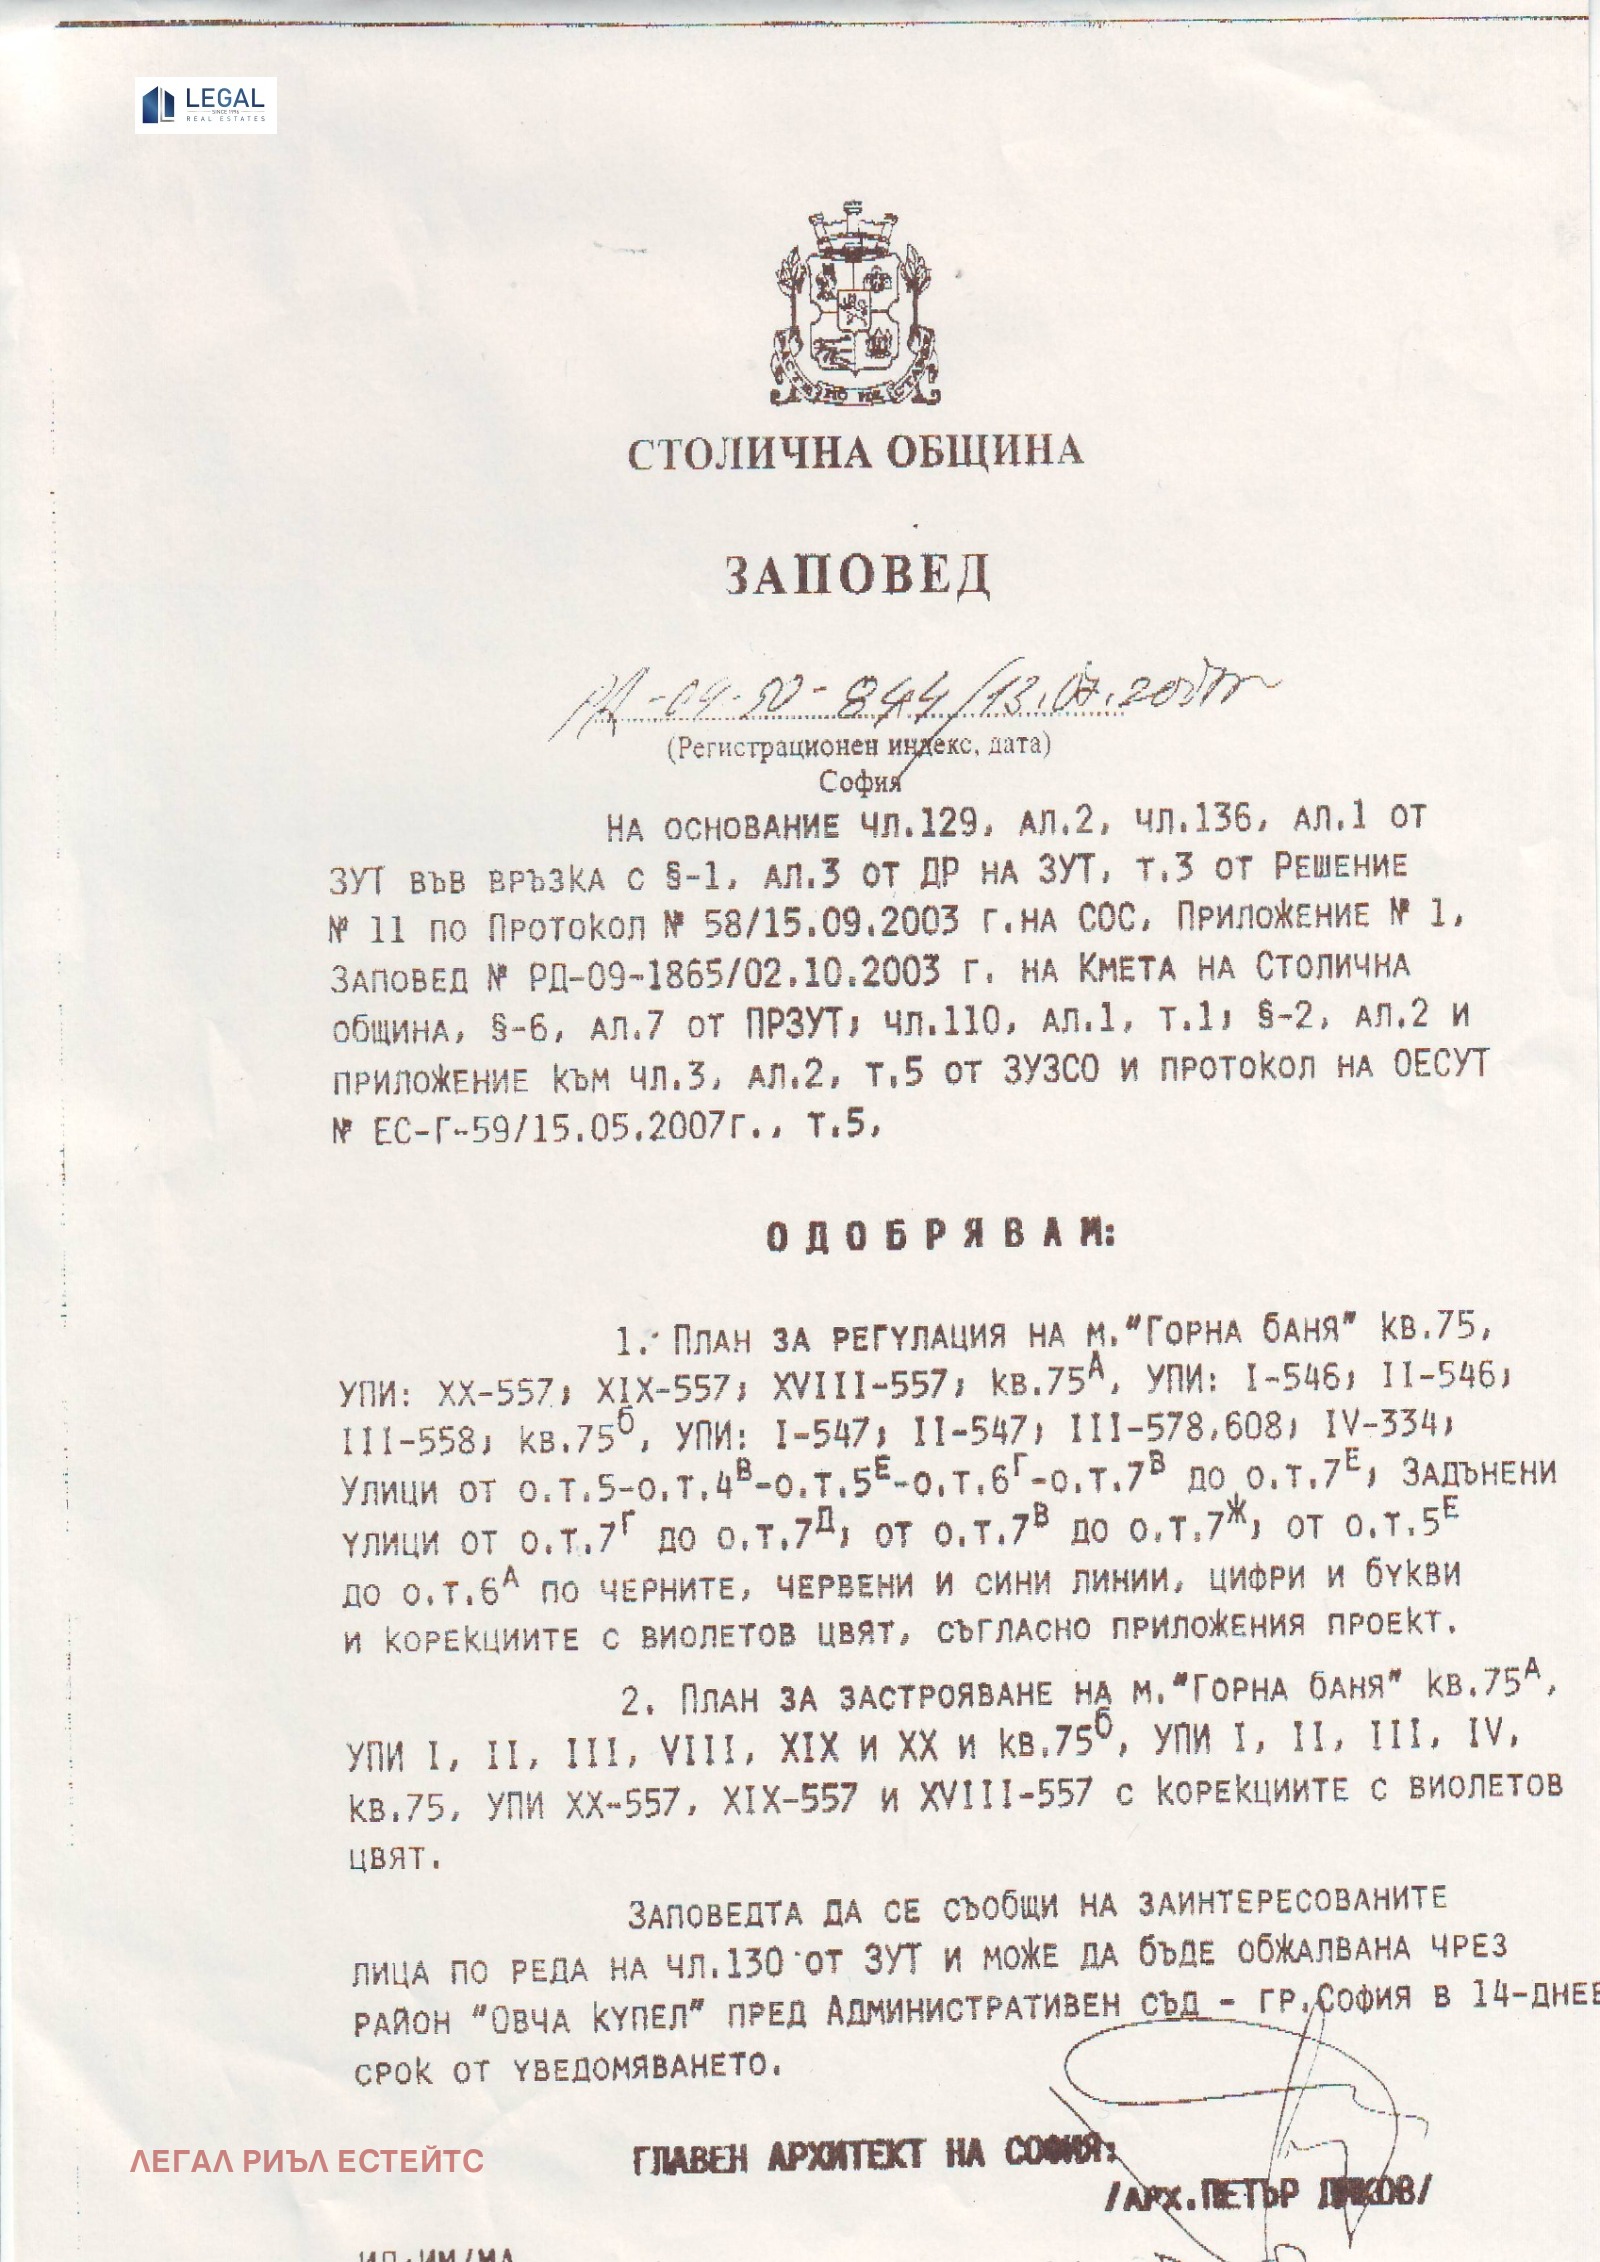 LEGAL
SINCE 1996
REAL ESTATES
СТОЛИЧНА ОБЩИНА
ЗАПОВЕД
РД-09-50-844/13.07.2007г
(Регистрационен индекс, дата)
София
На основание чл.129, ал.2, чл.136, ал.1 от
ЗУТ във връзка с §-1, ал.3 от ДР на ЗУТ, т.3 от Решение
№ 11 по Протокол № 58/15.09.2003 г.на СОС, Приложение № 1,
Заповед № РД-09-1865/02.10.2003 г. на Кмета на Столична
община, §-6, ал.7 от ПРЗУТ; чл.110, ал.1, т.1; §-2, ал.2 и
приложение към чл.3, ал.2, т.5 от ЗУЗСО и протокол на ОЕСУТ
№ ЕС-Г-59/15.05.2007г., т.5,
О Д О Б Р Я В А М:
1. План за регулация на м."Горна баня" кв.75,
УПИ: XX-557; XIX-557; XVIII-557; кв.75А, УПИ: I-546; II-546;
III-558; кв.75б, УПИ: I-547; II-547; III-578,608; IV-334;
Улици от о.т.5-о.т.4В-о.т.5Е-о.т.6Г-о.т.7В до о.т.7Е; Задънени
улици от о.т.7Г до о.т.7Д; от о.т.7В до о.т.7Ж; от о.т.5Е
до о.т.6А по черните, червени и сини линии, цифри и букви
и корекциите с виолетов цвят, съгласно приложения проект.
2. План за застрояване на м."Горна баня" кв.75А,
УПИ I, II, III, VIII, XIX и XX и кв.75б, УПИ I, II, III, IV,
кв.75, УПИ XX-557, XIX-557 и XVIII-557 с корекциите с виолетов
цвят.
Заповедта да се съобщи на заинтересованите
лица по реда на чл.130 от ЗУТ и може да бъде обжалвана чрез
район "Овча купел" пред Административен съд - гр.София в 14-днев
срок от уведомяването.
ГЛАВЕН АРХИТЕКТ НА СОФИЯ:
/арх.ПЕТЪР ДИКОВ/
ЛЕГАЛ РИЪЛ ЕСТЕЙТС